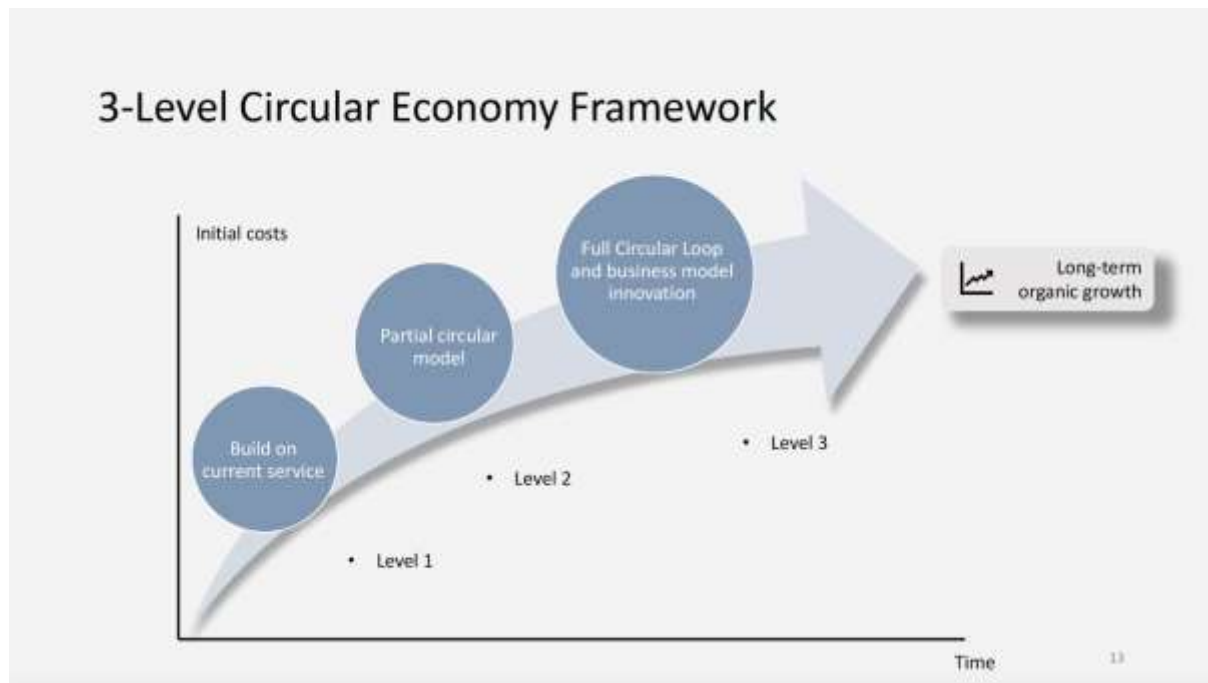 3-Level Circular Economy Framework
Initial costs
Full Circular Loop
and business model
innovation
Long-term
organic growth
Partial circular
model
Build on
current service
• Level 3
• Level 2
• Level 1
Time
13